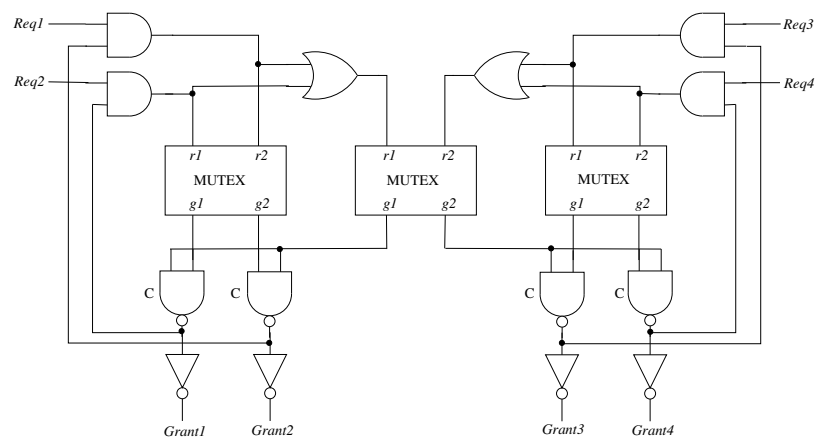 Req1
Req3
Req2
Req4
r1 r2
r1 r2
r1 r2
MUTEX
MUTEX
MUTEX
g1 g2
g1 g2
g1 g2
C
C
C
C
Grant1
Grant2
Grant3
Grant4